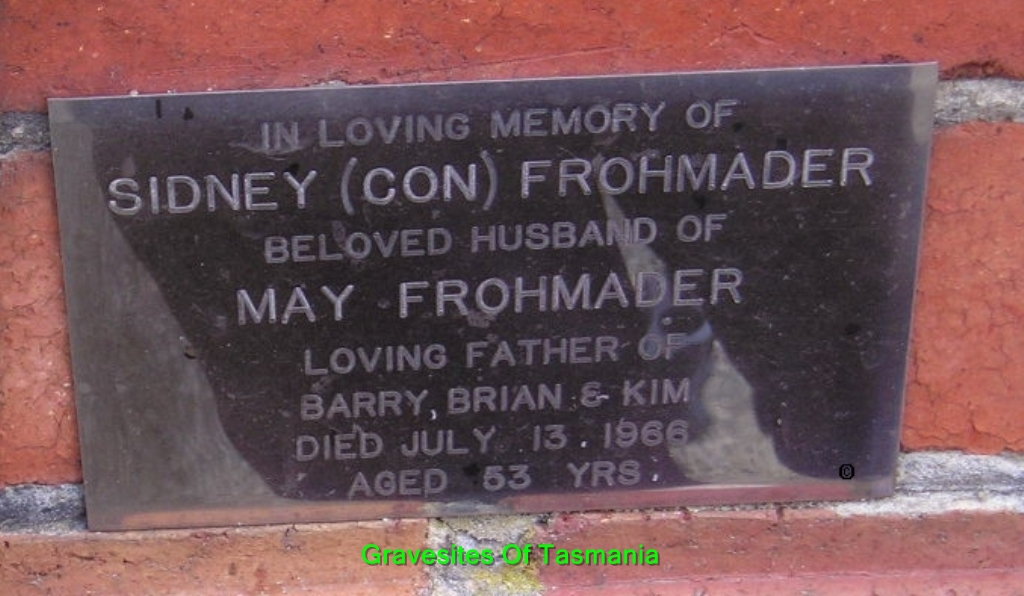 IN LOVING MEMORY OF
SIDNEY (CON) FROHMADER
BELOVED HUSBAND OF
MAY FROHMADER
LOVING FATHER OF
BARRY, BRIAN & KIM
DIED JULY 13. 1966
AGED 53 YRS.
©
Gravesites Of Tasmania